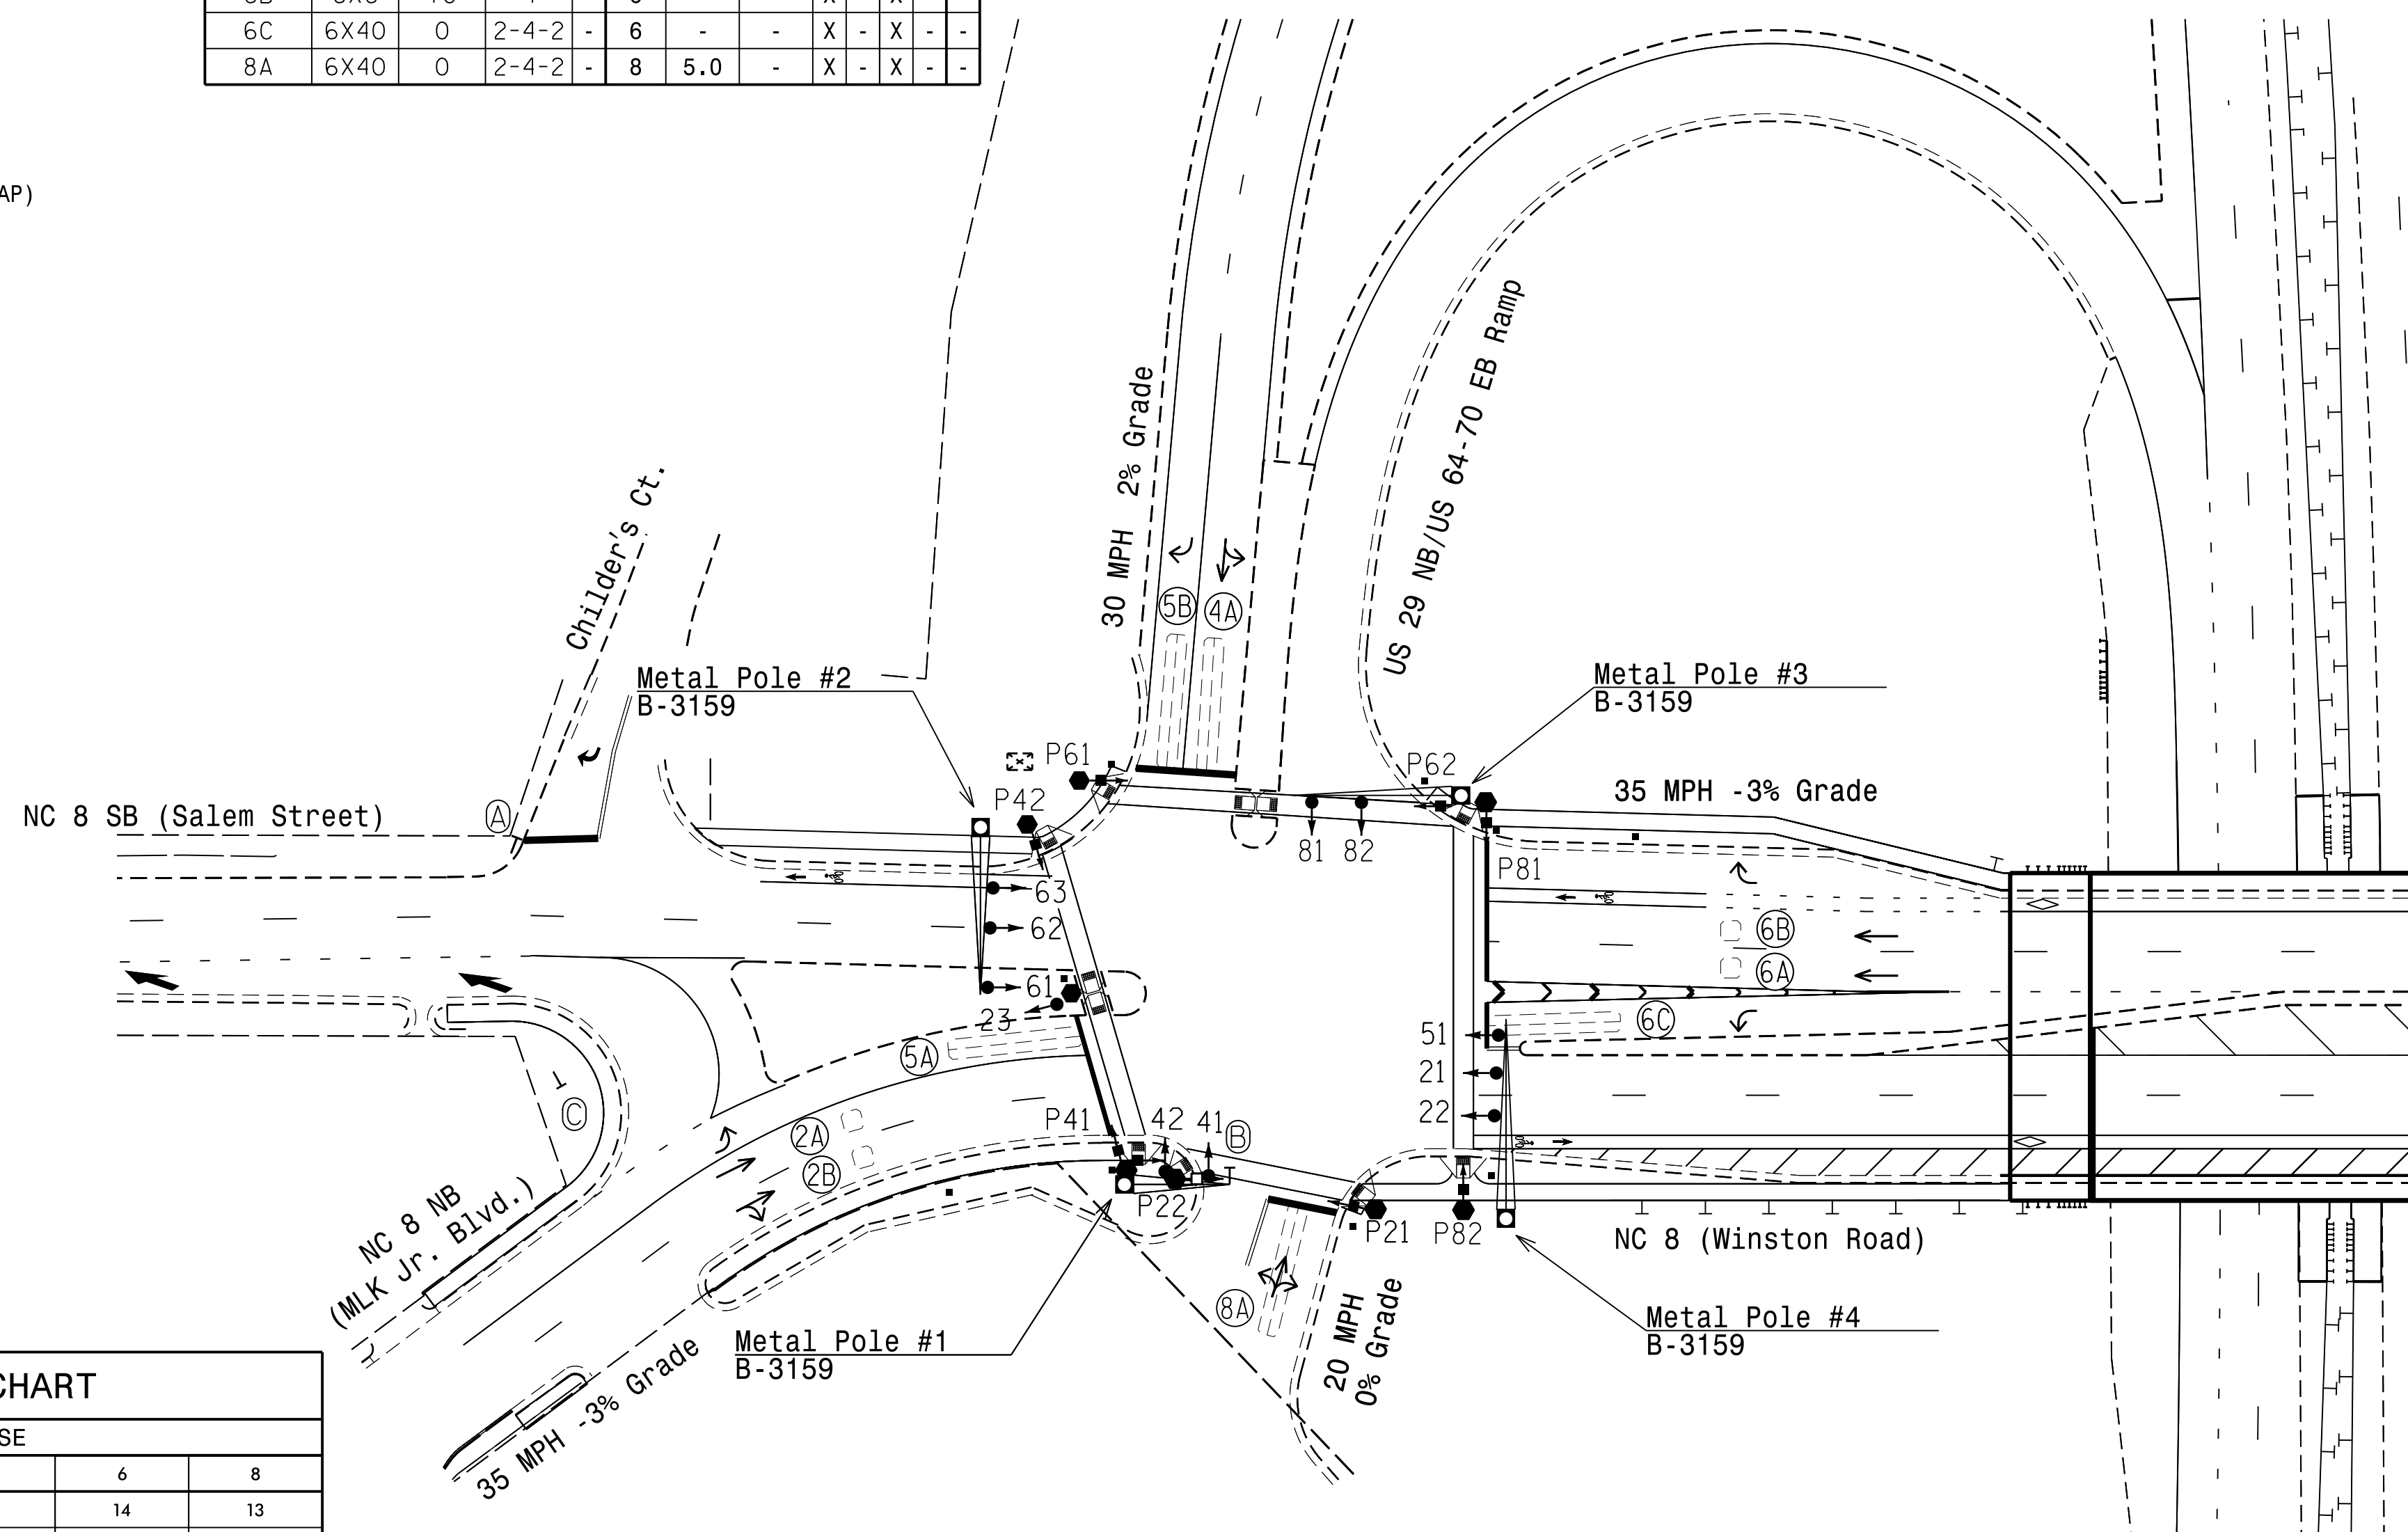 6C 6X40 0 2-4-2 - 6 - - X - X - -
8A 6X40 0 2-4-2 - 8 5.0 - X - X - -
AP)
Childer's Ct.
30 MPH 2% Grade
US 29 NB/US 64-70 EB Ramp
5B 4A
Metal Pole #2
B-3159
Metal Pole #3
B-3159
P61
P62
P42
35 MPH -3% Grade
NC 8 SB (Salem Street)
A
81 82
P81
63
62
61
23
6B
6A
6C
51
21
22
5A
C
2A
2B
P41
42
41
B
P22
P21
P82
NC 8 NB
(MLK Jr. Blvd.)
NC 8 (Winston Road)
8A
20 MPH
0% Grade
Metal Pole #1
B-3159
Metal Pole #4
B-3159
35 MPH -3% Grade
CHART
SE
6 8
14 13